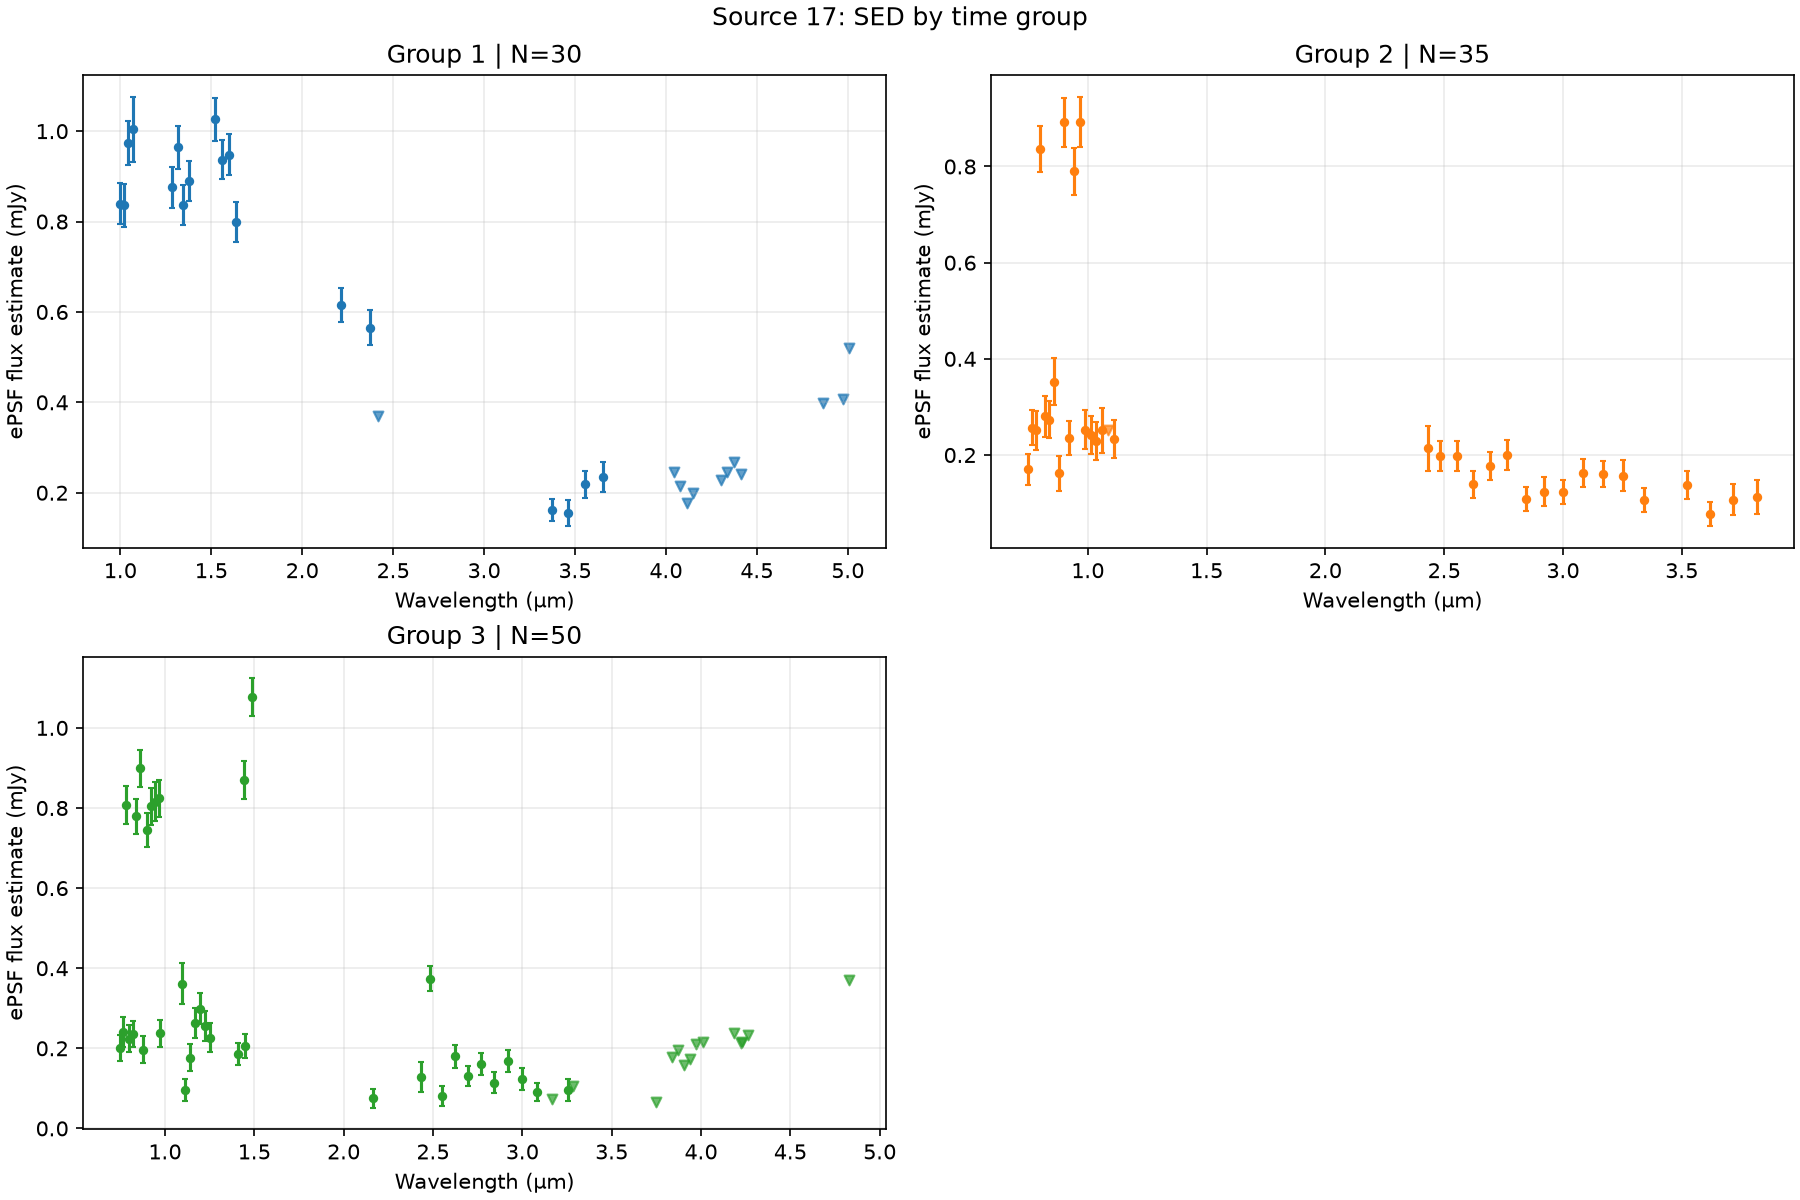 Source 17: SED by time group
Group 1 | N=30
ePSF flux estimate (mJy)
1.0
0.8
0.6
0.4
0.2
1.0 1.5 2.0 2.5 3.0 3.5 4.0 4.5 5.0
Wavelength (µm)
Group 2 | N=35
ePSF flux estimate (mJy)
0.8
0.6
0.4
0.2
1.0 1.5 2.0 2.5 3.0 3.5
Wavelength (µm)
Group 3 | N=50
ePSF flux estimate (mJy)
1.0
0.8
0.6
0.4
0.2
0.0
1.0 1.5 2.0 2.5 3.0 3.5 4.0 4.5 5.0
Wavelength (µm)